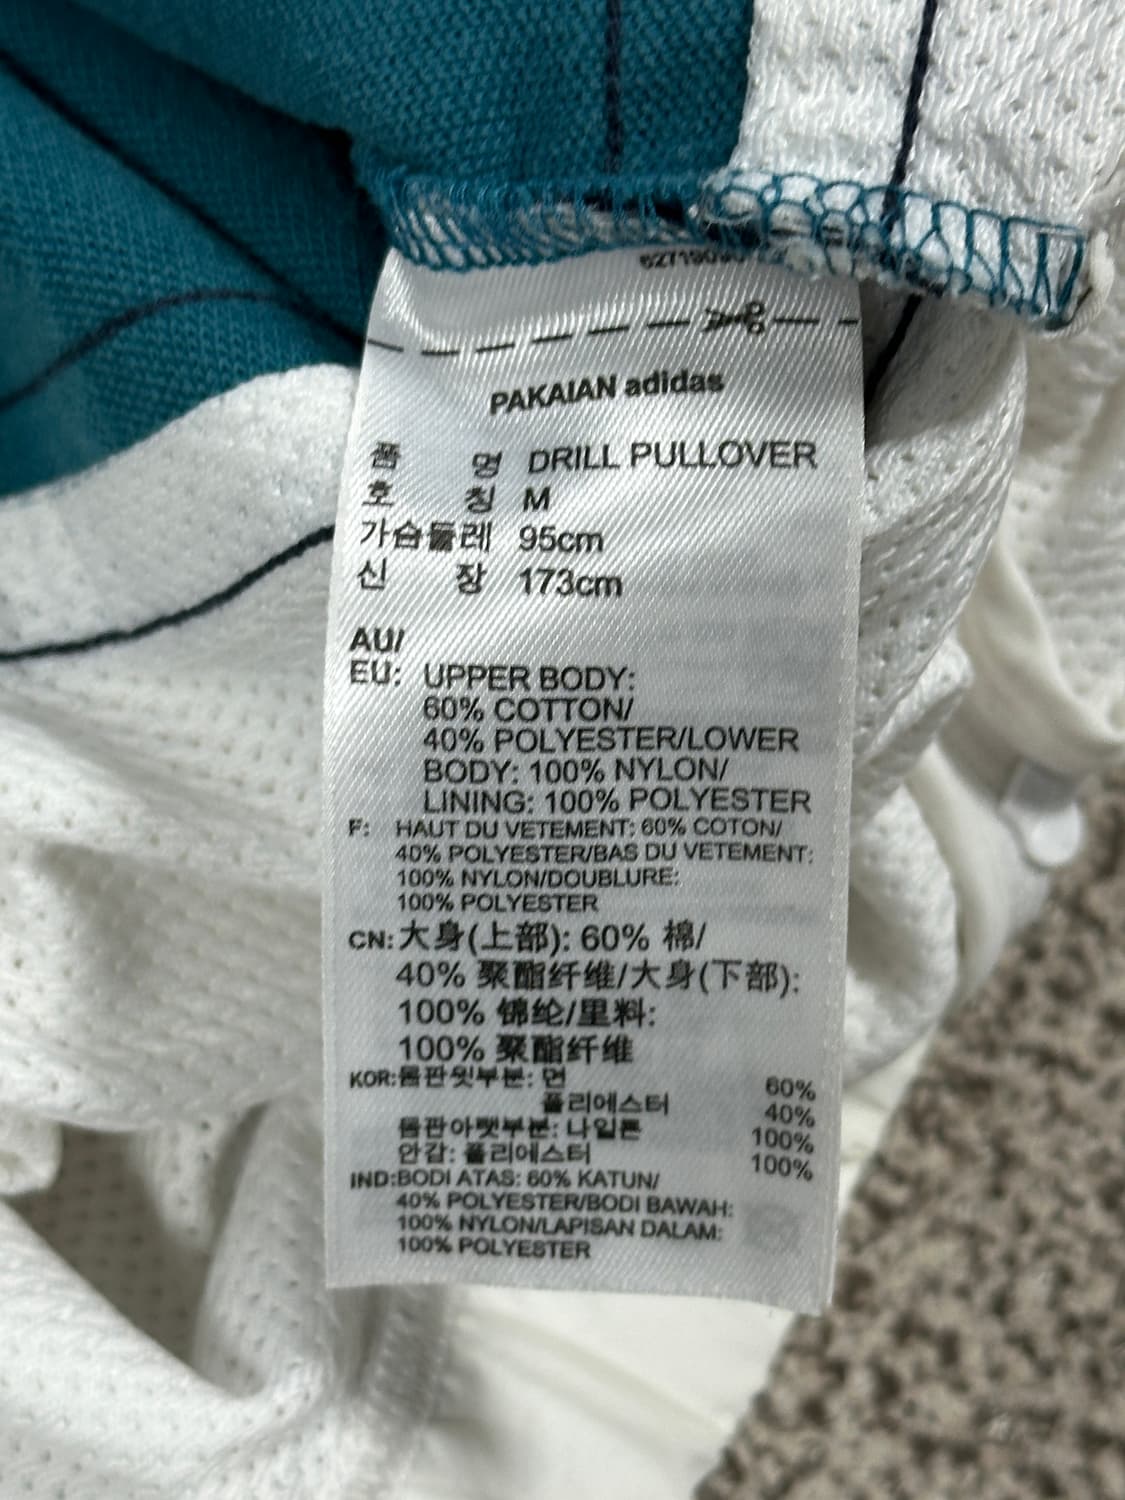 PAKAIAN adidas
품 명 DRILL PULLOVER
호 칭 M
가슴둘레 95cm
신 장 173cm
AU/
EU: UPPER BODY:
60% COTTON/
40% POLYESTER/LOWER
BODY: 100% NYLON/
LINING: 100% POLYESTER
F: HAUT DU VETEMENT: 60% COTON/
40% POLYESTER/BAS DU VETEMENT:
100% NYLON/DOUBLURE:
100% POLYESTER
CN: 大身(上部): 60% 棉/
40% 聚酯纤维/大身(下部):
100% 锦纶/里料:
100% 聚酯纤维
KOR: 몸판윗부분: 면 60%
폴리에스터 40%
몸판아랫부분: 나일론 100%
안감: 폴리에스터 100%
IND: BODI ATAS: 60% KATUN/
40% POLYESTER/BODI BAWAH:
100% NYLON/LAPISAN DALAM:
100% POLYESTER